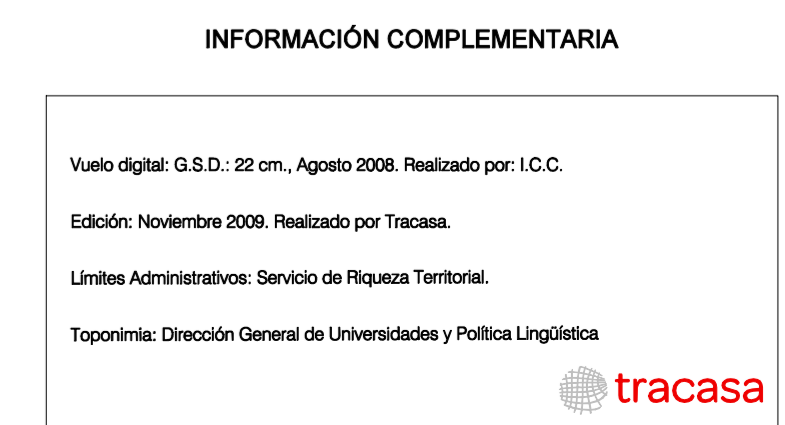 INFORMACIÓN COMPLEMENTARIA
Vuelo digital: G.S.D.: 22 cm., Agosto 2008. Realizado por: I.C.C.
Edición: Noviembre 2009. Realizado por Tracasa.
Límites Administrativos: Servicio de Riqueza Territorial.
Toponimia: Dirección General de Universidades y Política Lingüística
tracasa